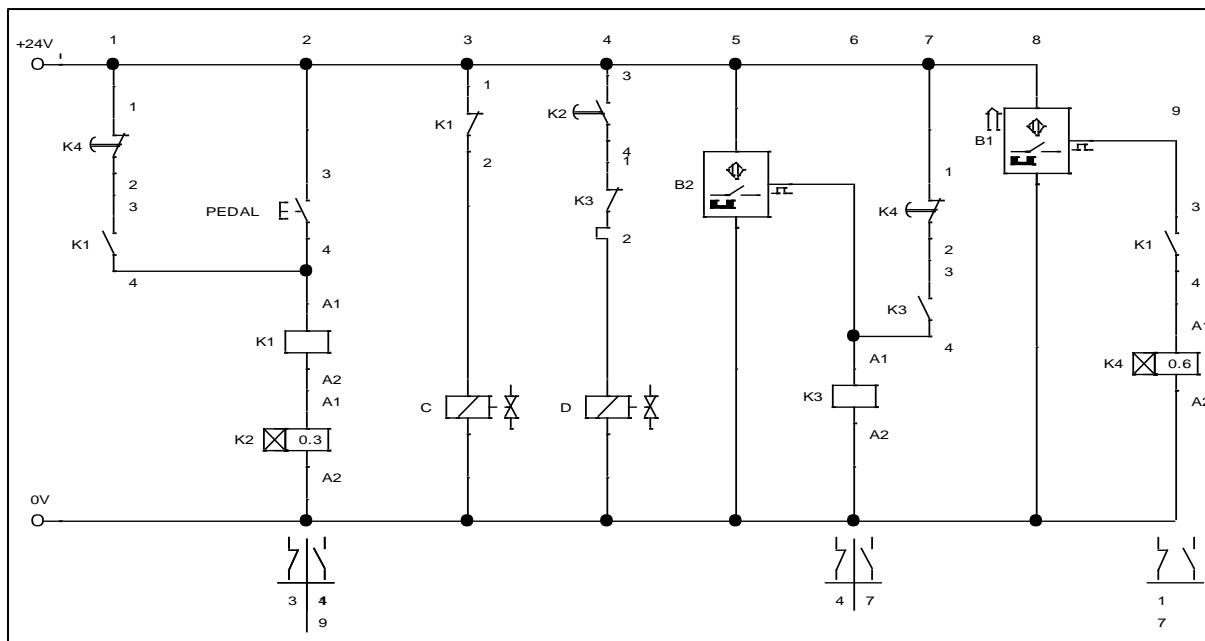 1 2 3 4 5 6 7 8
+24V
3
1 1 9
K2
K1 B1
K4
4
2 1
2 3 B2 1
3 K3 K4 3
PEDAL
K1 2 2 K1
4 3
4 4
A1 K3 4
A1
K1 A1 K4 0.6
A2 K3
A1 C D A2
K2 0.3 A2
A2
0V
3 4 4 7 1
9 7